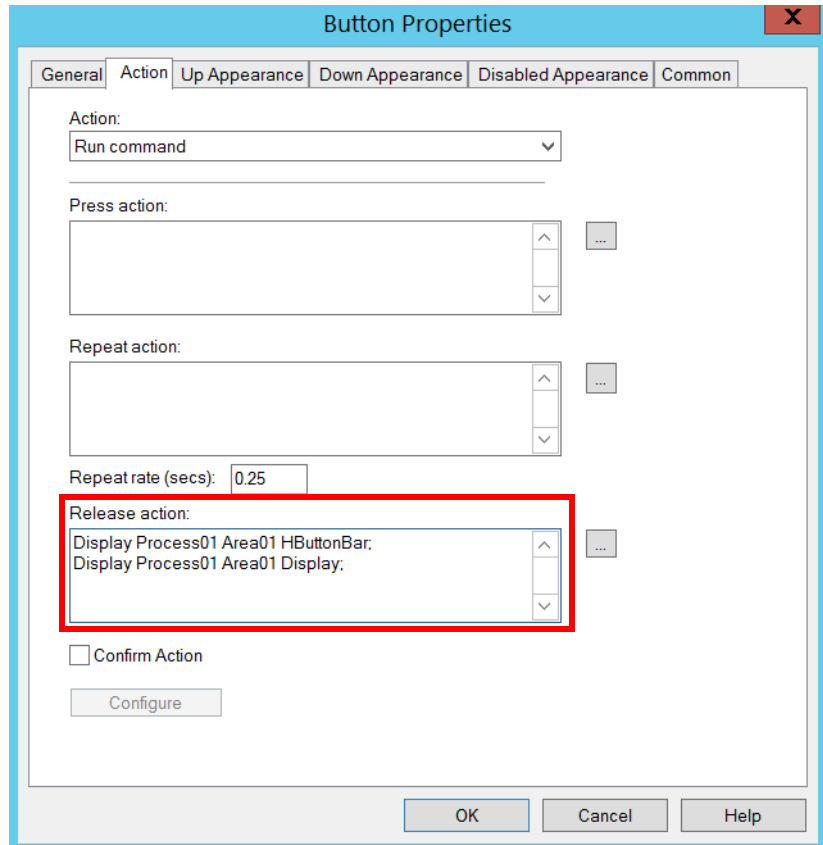 Button Properties
X
General Action Up Appearance Down Appearance Disabled Appearance Common
Action:
Run command
Press action:
...
Repeat action:
...
Repeat rate (secs): 0.25
Release action:
Display Process01 Area01 HButtonBar;
Display Process01 Area01 Display;
...
Confirm Action
Configure
OK Cancel Help